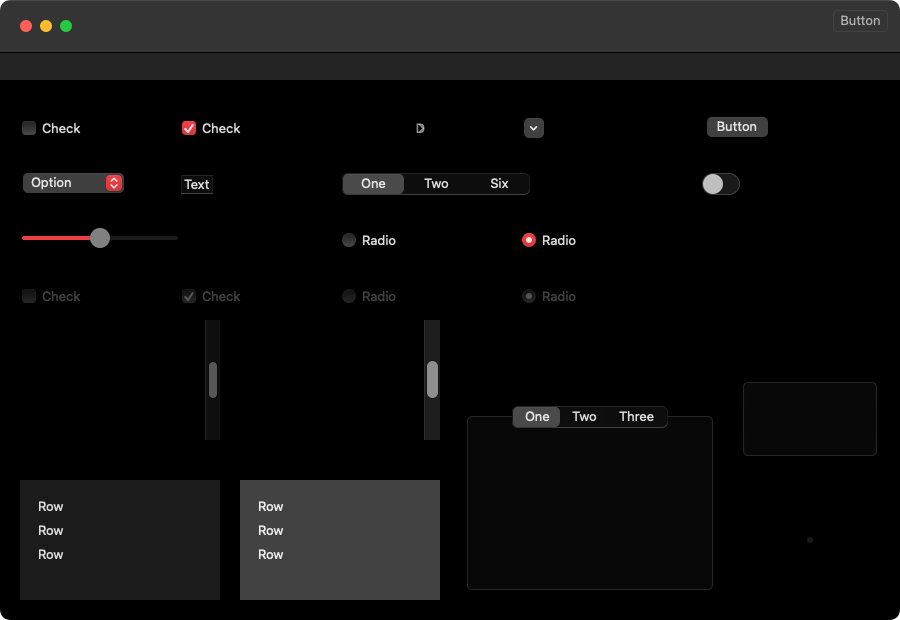 Button
Check
Check
Button
Option
Text
One
Two
Six
Radio
Radio
Check
Check
Radio
Radio
One
Two
Three
Row
Row
Row
Row
Row
Row